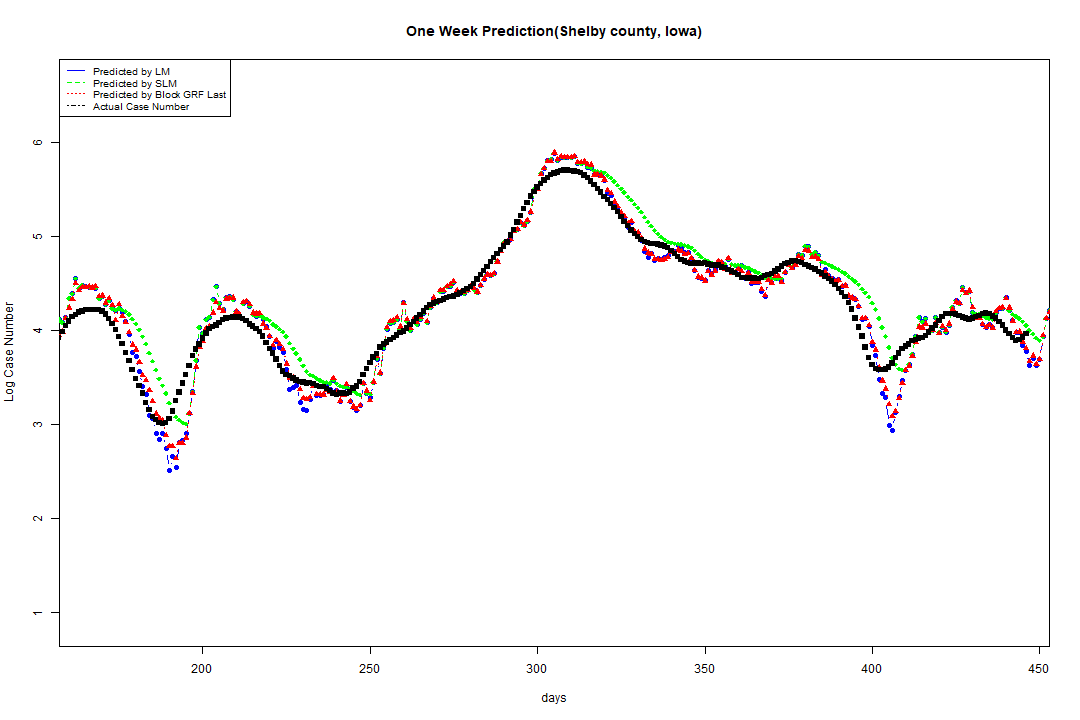 One Week Prediction(Shelby county, Iowa)
Predicted by LM
Predicted by SLM
Predicted by Block GRF Last
Actual Case Number
Log Case Number
6
5
4
3
2
1
200 250 300 350 400 450
days